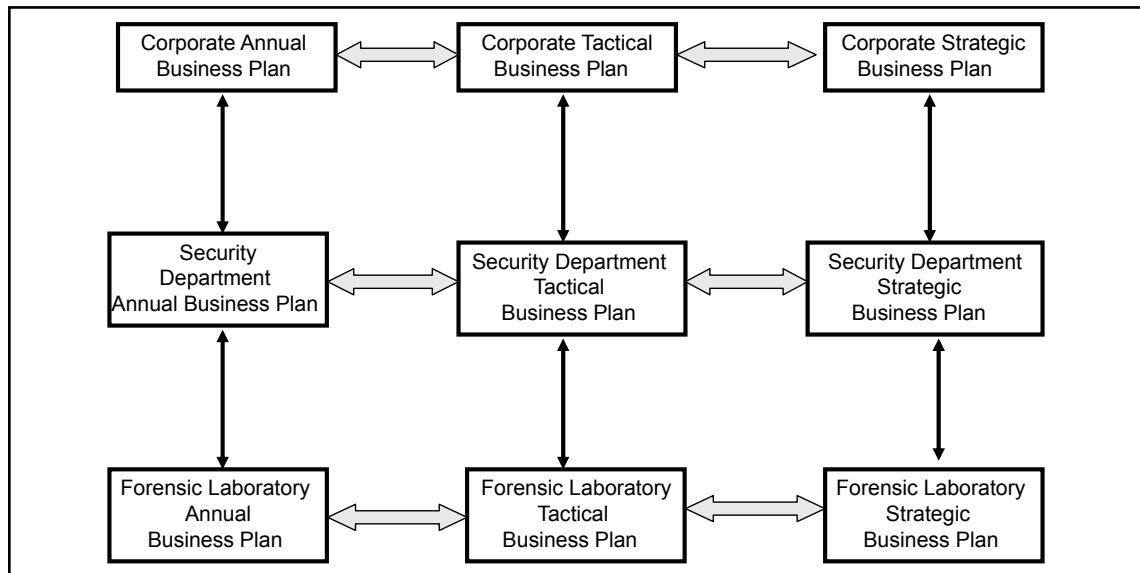 Corporate Annual
Business Plan
Corporate Tactical
Business Plan
Corporate Strategic
Business Plan
Security
Department
Annual Business Plan
Security Department
Tactical
Business Plan
Security Department
Strategic
Business Plan
Forensic Laboratory
Annual
Business Plan
Forensic Laboratory
Tactical
Business Plan
Forensic Laboratory
Strategic
Business Plan